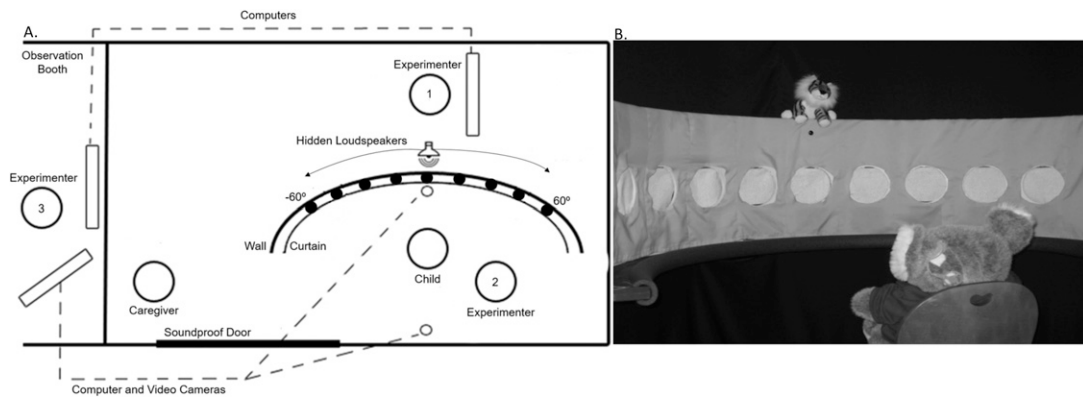 Computers
A.
B.
Observation
Booth
Experimenter
1
Hidden Loudspeakers
Experimenter
3
-60º
60º
Wall
Curtain
Child
2
Caregiver
Experimenter
Soundproof Door
Computer and Video Cameras